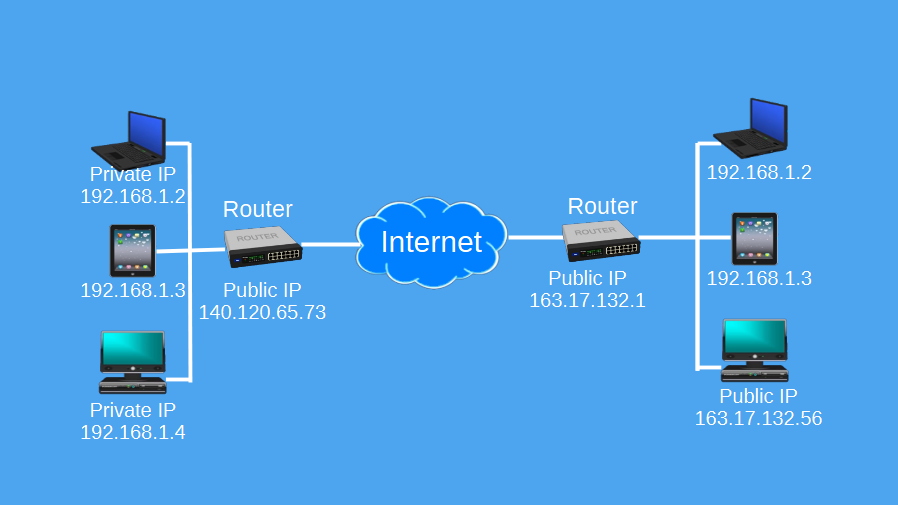 Private IP
192.168.1.2
192.168.1.3
Private IP
192.168.1.4
Router
ROUTER
Public IP
140.120.65.73
Internet
Router
ROUTER
Public IP
163.17.132.1
192.168.1.2
192.168.1.3
Public IP
163.17.132.56